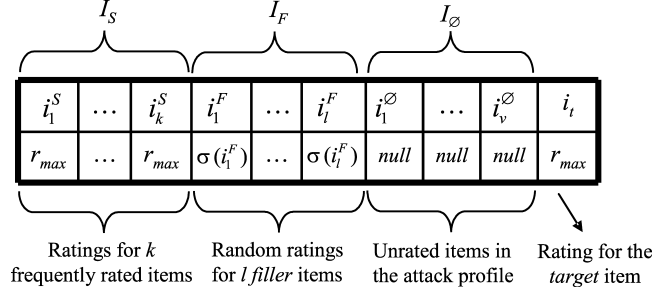 I_S I_F I_∅
i_1^S … i_k^S i_1^F … i_l^F i_1^∅ … i_v^∅ i_t
r_max … r_max σ(i_1^F) … σ(i_l^F) null null null r_max
Ratings for k
frequently rated items
Random ratings
for l filler items
Unrated items in
the attack profile
Rating for the
target item